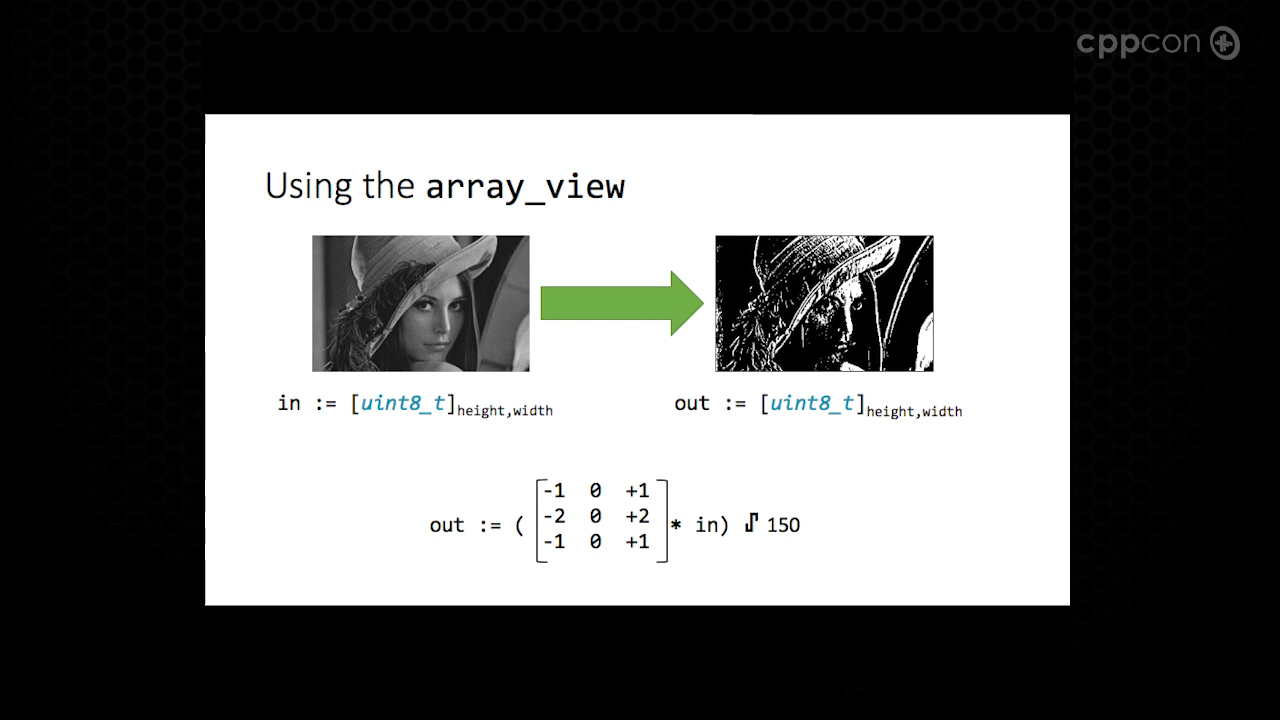 cppcon
Using the array_view
in := [uint8_t]height,width
out := [uint8_t]height,width
-1 0 +1
out := ( -2 0 +2 * in) ⎎ 150
-1 0 +1